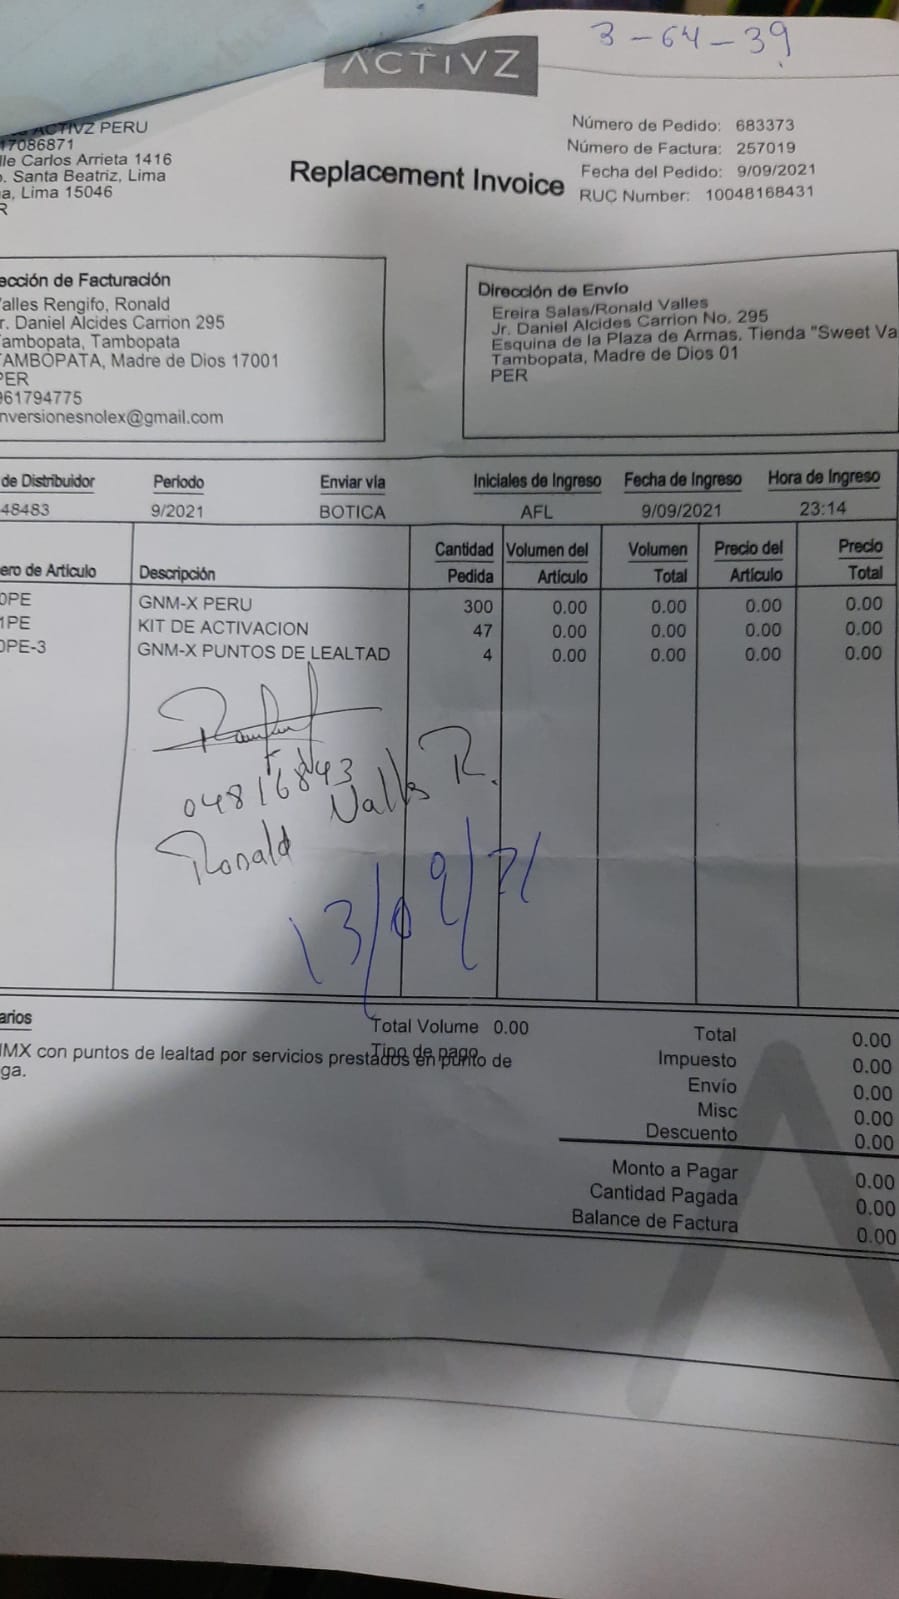 3-64-39
ACTIVZ
ACTIVZ PERU
17086871
lle Carlos Arrieta 1416
. Santa Beatriz, Lima
a, Lima 15046
R
Replacement Invoice
Número de Pedido: 683373
Número de Factura: 257019
Fecha del Pedido: 9/09/2021
RUC Number: 10048168431
ección de Facturación
alles Rengifo, Ronald
r. Daniel Alcides Carrion 295
ambopata, Tambopata
TAMBOPATA, Madre de Dios 17001
PER
961794775
nversionesnolex@gmail.com
Dirección de Envío
Ereira Salas/Ronald Valles
Jr. Daniel Alcides Carrion No. 295
Esquina de la Plaza de Armas, Tienda "Sweet Va
Tambopata, Madre de Dios 01
PER
de Distribuidor Periodo Enviar vía Iniciales de Ingreso Fecha de Ingreso Hora de Ingreso
48483 9/2021 BOTICA AFL 9/09/2021 23:14
ero de Artículo Descripción Cantidad Pedida Volumen del Artículo Volumen Total Precio del Artículo Precio Total
0PE GNM-X PERU 300 0.00 0.00 0.00 0.00
1PE KIT DE ACTIVACION 47 0.00 0.00 0.00 0.00
0PE-3 GNM-X PUNTOS DE LEALTAD 4 0.00 0.00 0.00 0.00
04816843
Ronald Valles R.
13/09/21
arios
MX con puntos de lealtad por servicios prestados en punto de
ga.
Total Volume 0.00
Tipo de pago
Total 0.00
Impuesto 0.00
Envío 0.00
Misc 0.00
Descuento 0.00
Monto a Pagar 0.00
Cantidad Pagada 0.00
Balance de Factura 0.00